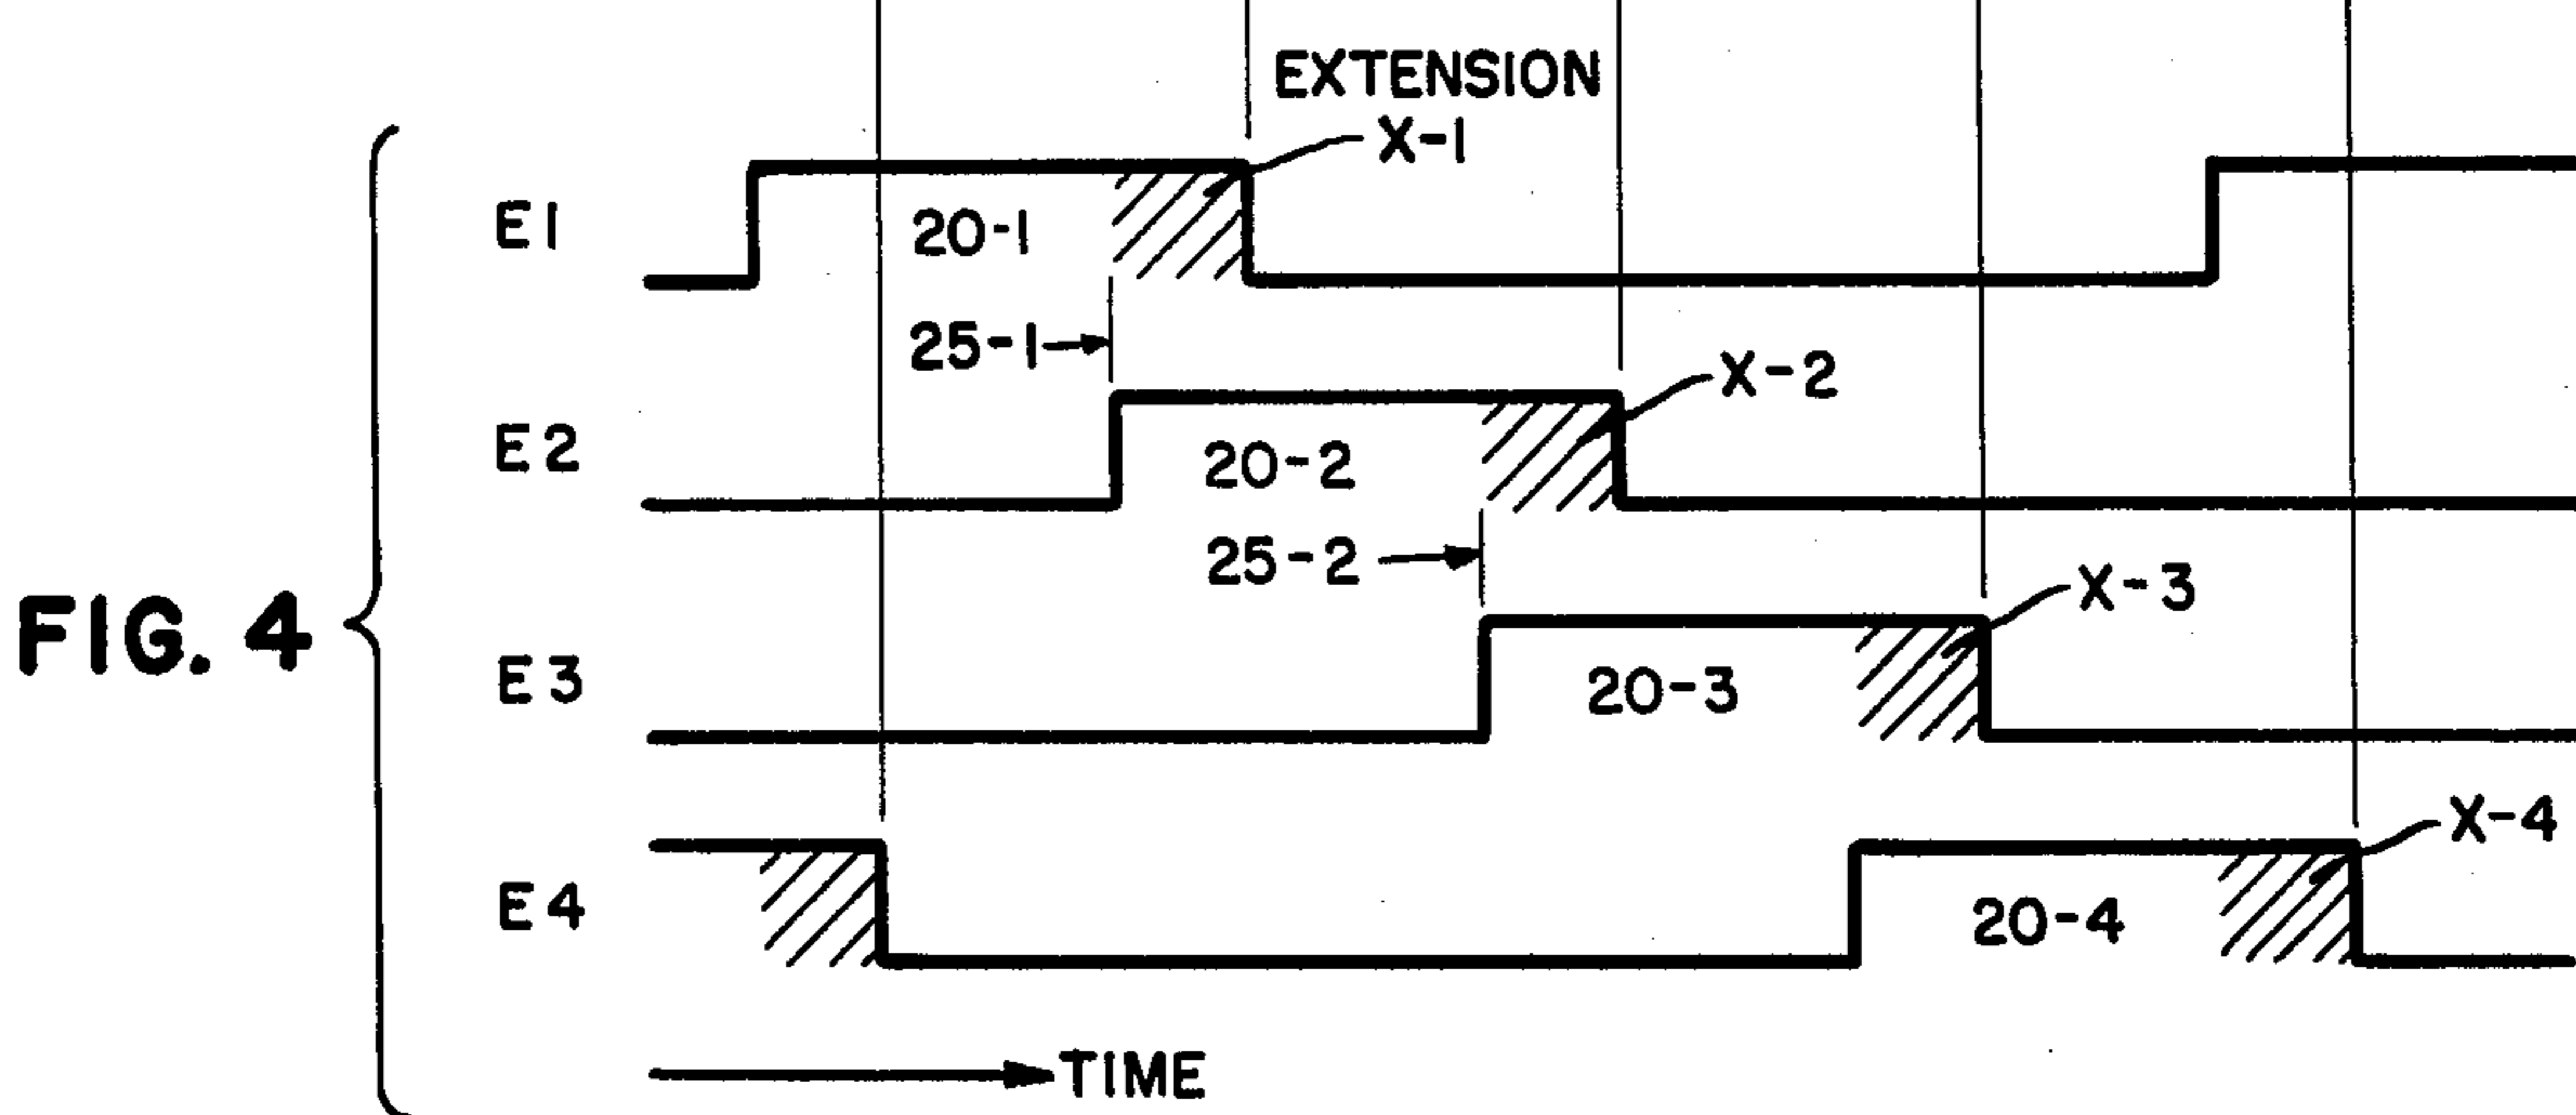 EXTENSION
X-1
E1
20-1
25-1
X-2
E2
20-2
25-2
X-3
FIG. 4
E3
20-3
X-4
E4
20-4
TIME